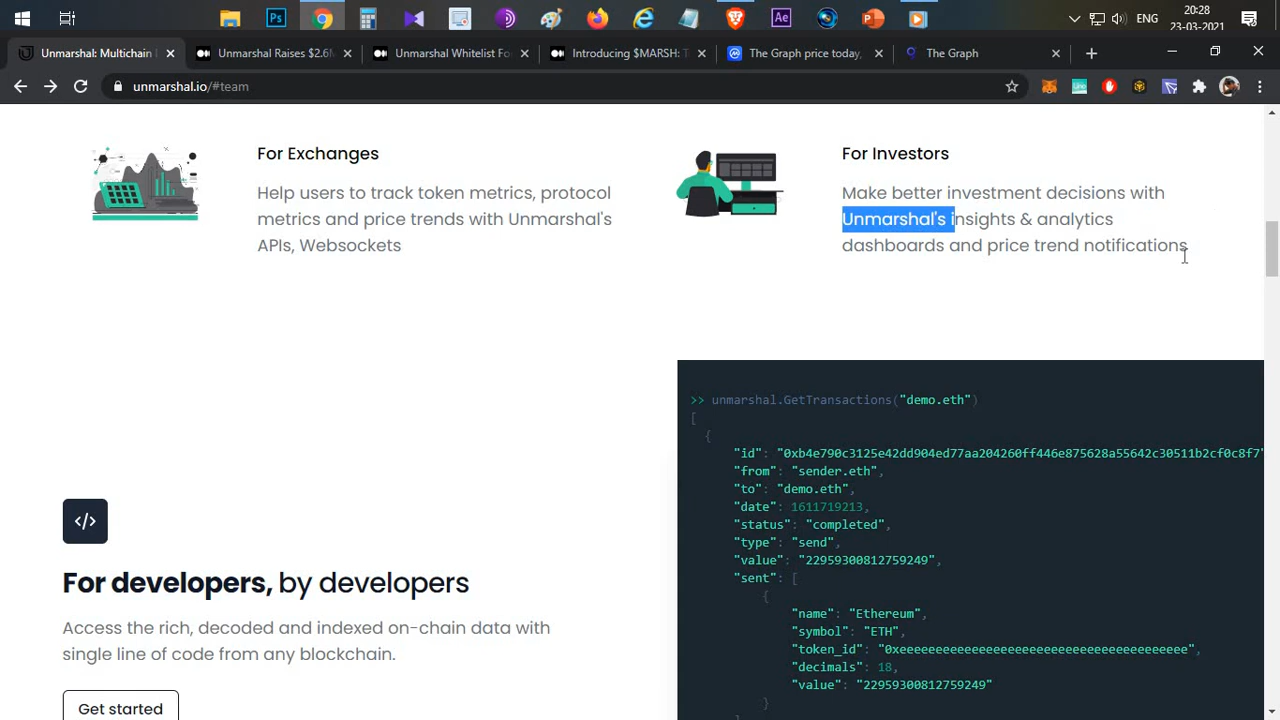 20:28
ENG
23-03-2021
Unmarshal: Multichain
Unmarshal Raises $2.6M
Unmarshal Whitelist Fo
Introducing $MARSH: T
The Graph price today,
The Graph
unmarshal.io/#team
For Exchanges
Help users to track token metrics, protocol
metrics and price trends with Unmarshal's
APIs, Websockets
For Investors
Make better investment decisions with
Unmarshal's insights & analytics
dashboards and price trend notifications
>> unmarshal.GetTransactions("demo.eth")
[
{
"id": "0xb4e790c3125e42dd904ed77aa204260ff446e875628a55642c30511b2cf0c8f7"
"from": "sender.eth",
"to": "demo.eth",
"date": 1611719213,
"status": "completed",
"type": "send",
"value": "22959300812759249",
"sent": [
{
"name": "Ethereum",
"symbol": "ETH",
"token_id": "0xeeeeeeeeeeeeeeeeeeeeeeeeeeeeeeeeeeeeeeee",
"decimals": 18,
"value": "22959300812759249"
}
</>
For developers, by developers
Access the rich, decoded and indexed on-chain data with
single line of code from any blockchain.
Get started